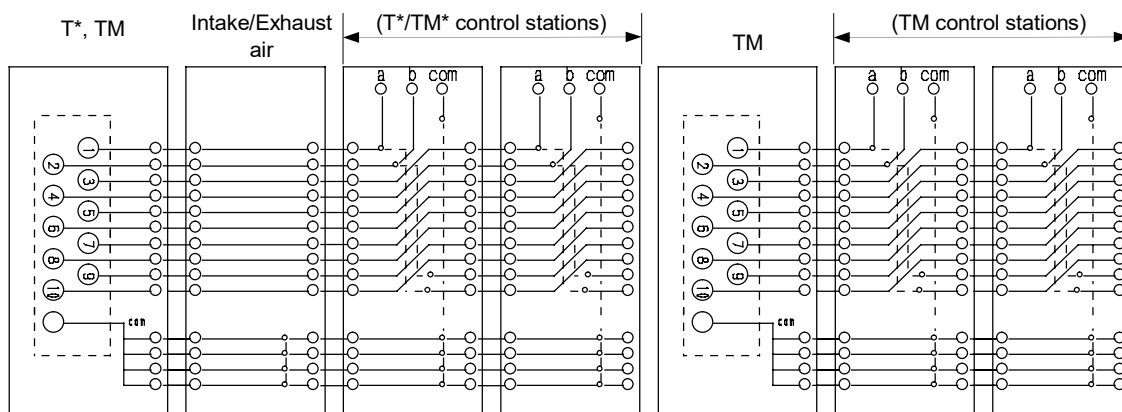 T*, TM
Intake/Exhaust
air
(T*/TM* control stations)
TM
(TM control stations)
a b com
a b com
a b com
a b com
1
2
3
4
5
6
7
8
9
10
com
1
2
3
4
5
6
7
8
9
10
com